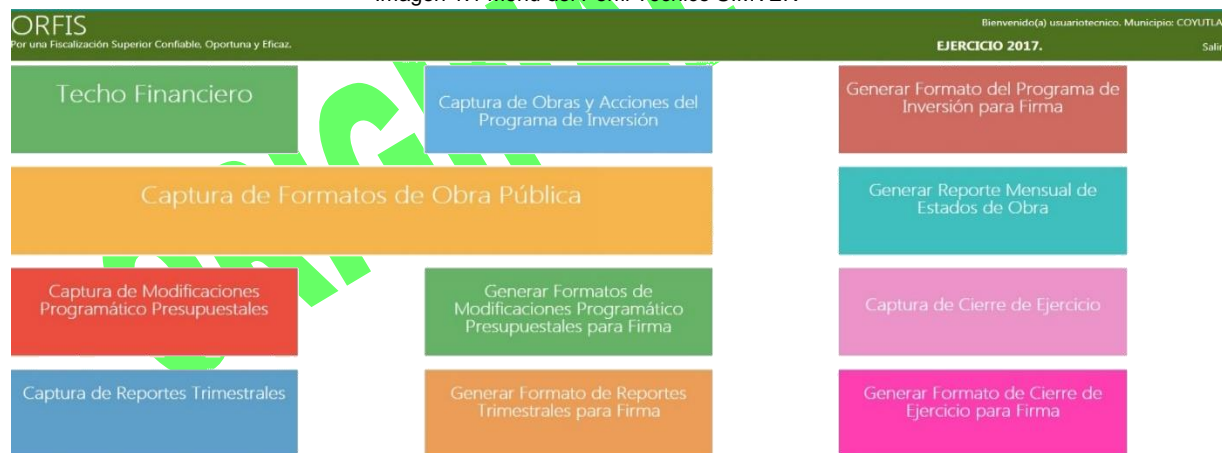 ORFIS
Por una Fiscalización Superior Confiable, Oportuna y Eficaz.
Bienvenido(a) usuariotecnico. Municipio: COYUTLA
EJERCICIO 2017.
Salir
Techo Financiero
Captura de Obras y Acciones del
Programa de Inversión
Generar Formato del Programa de
Inversión para Firma
Captura de Formatos de Obra Pública
Generar Reporte Mensual de
Estados de Obra
Captura de Modificaciones
Programático Presupuestales
Generar Formatos de
Modificaciones Programático
Presupuestales para Firma
Captura de Cierre de Ejercicio
Captura de Reportes Trimestrales
Generar Formato de Reportes
Trimestrales para Firma
Generar Formato de Cierre de
Ejercicio para Firma